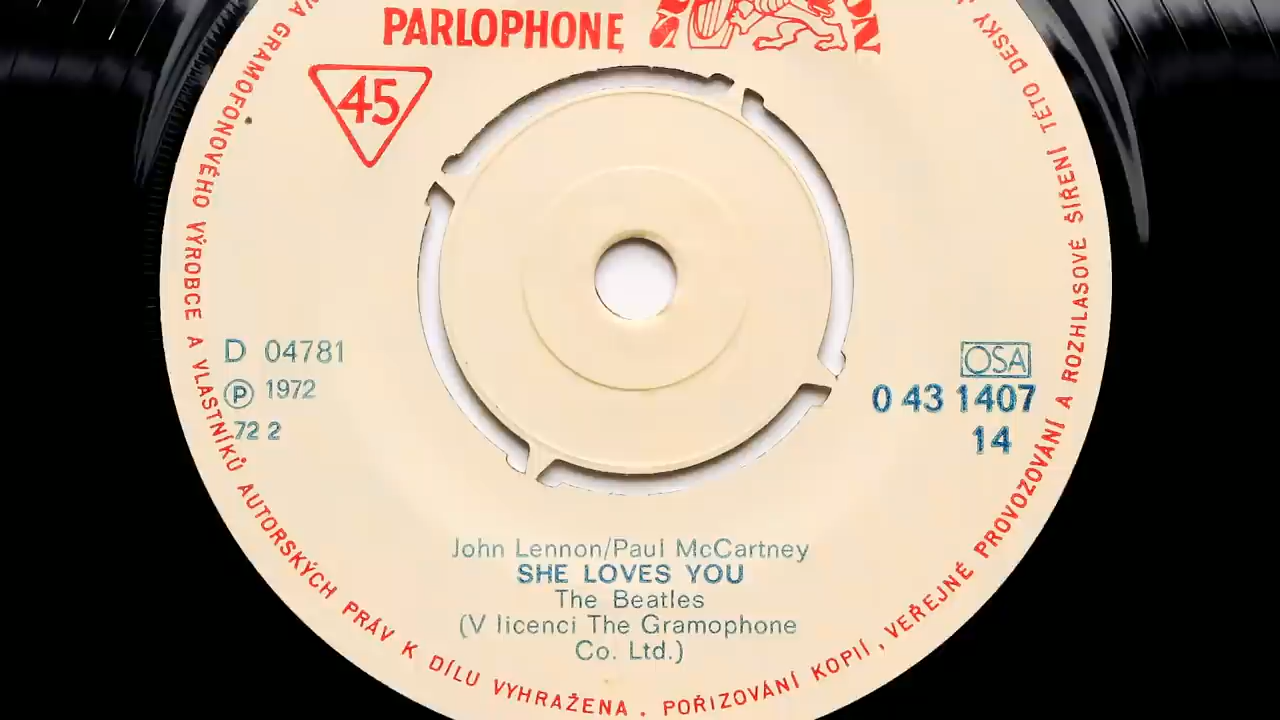 PARLOPHONE
45
VA GRAMOFONOVÉHO VÝROBCE A VLASTNÍKŮ AUTORSKÝCH PRÁV K DÍLU VYHRAŽENA . POŘIZOVÁNÍ KOPIÍ, VEŘEJNÉ PROVOZOVÁNÍ A ROZHLASOVÉ ŠÍŘENÍ TÉTO DESKY
D 04781
Ⓟ 1972
72 2
OSA
0 43 1407
14
John Lennon/Paul McCartney
SHE LOVES YOU
The Beatles
(V licenci The Gramophone
Co. Ltd.)